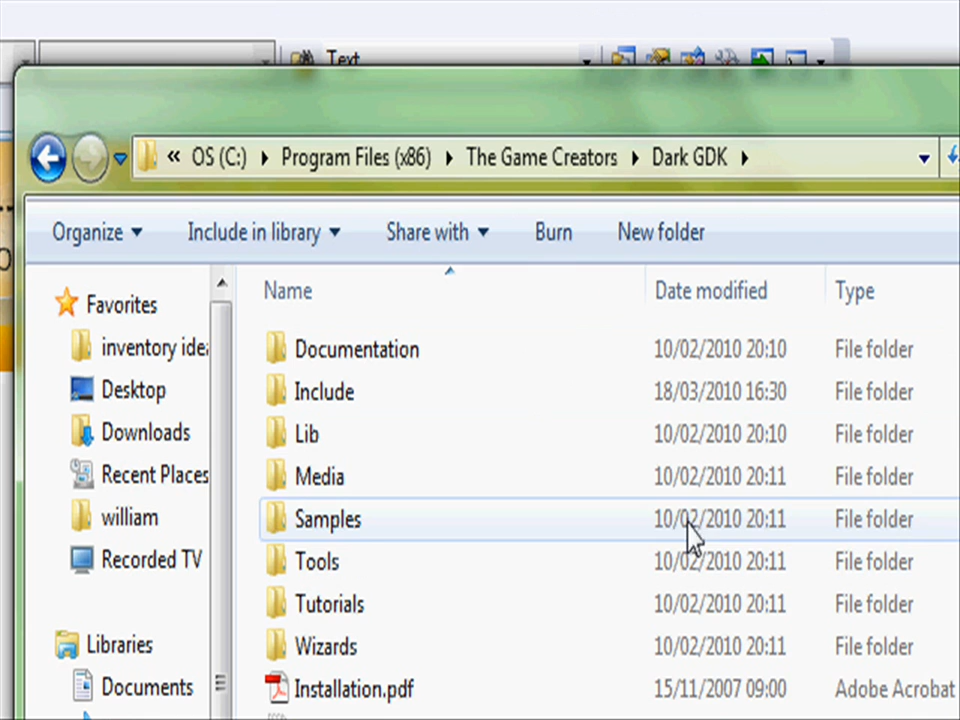 Text
« OS (C:) Program Files (x86) The Game Creators Dark GDK
Organize Include in library Share with Burn New folder
Name Date modified Type
Favorites
inventory ide
Desktop
Downloads
Recent Places
william
Recorded TV
Libraries
Documents
Documentation 10/02/2010 20:10 File folder
Include 18/03/2010 16:30 File folder
Lib 10/02/2010 20:10 File folder
Media 10/02/2010 20:11 File folder
Samples 10/02/2010 20:11 File folder
Tools 10/02/2010 20:11 File folder
Tutorials 10/02/2010 20:11 File folder
Wizards 10/02/2010 20:11 File folder
Installation.pdf 15/11/2007 09:00 Adobe Acrobat